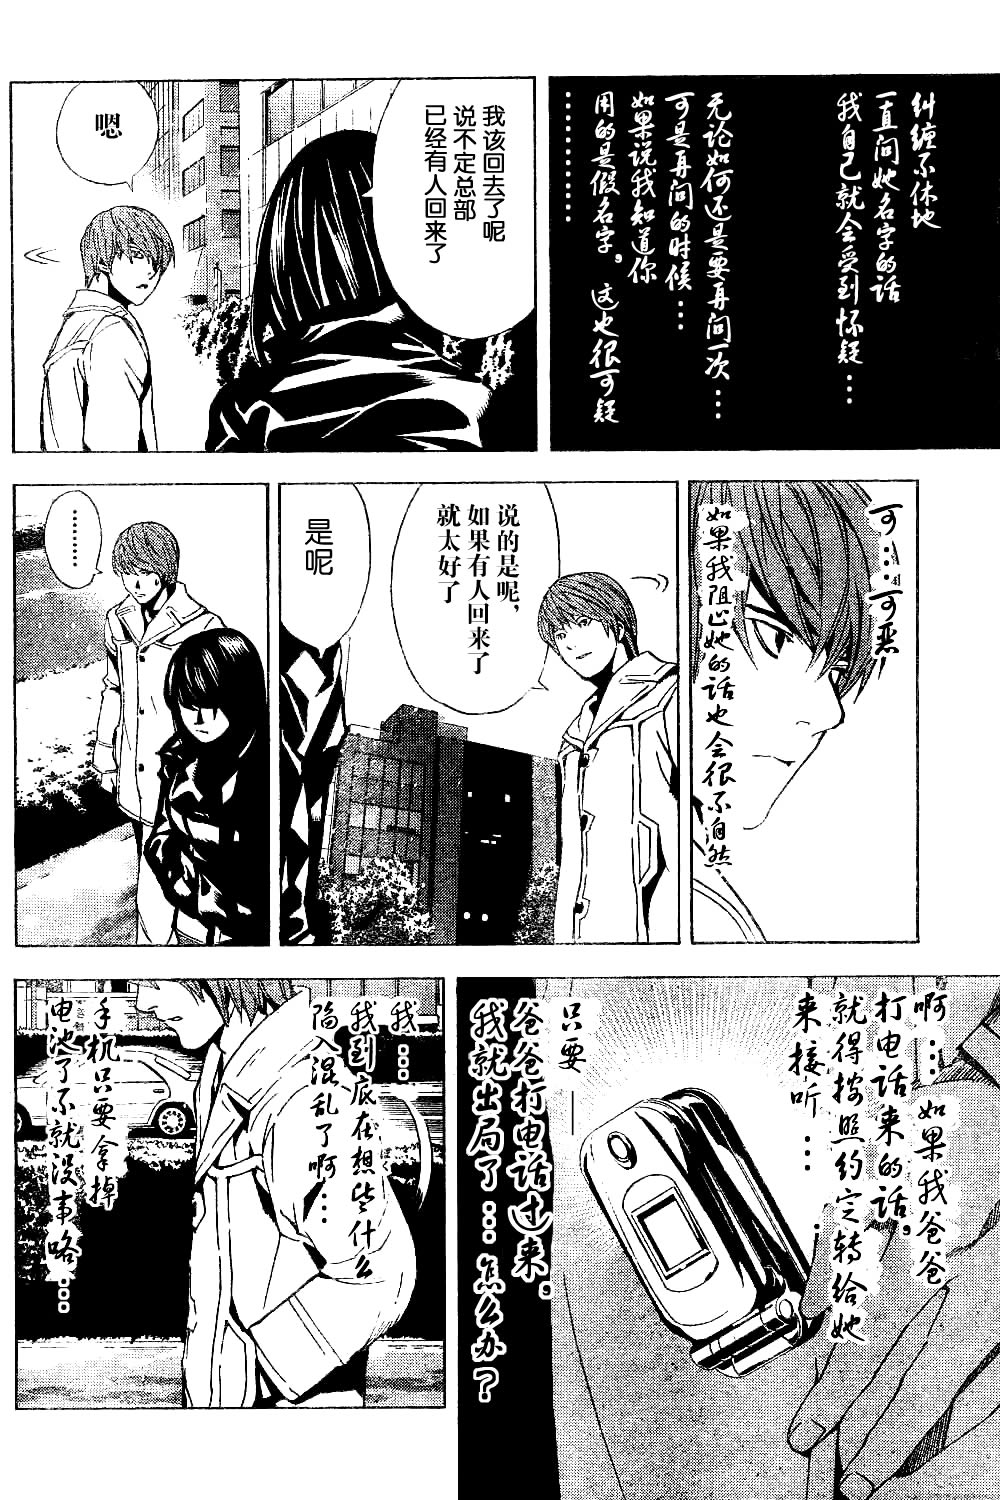 纠缠不休地
一直问她名字的话
我自己就会受到怀疑…
无论如何还是要再问一次…
可是再问的时候…
如果说我知道你
用的是假名字，这也很可疑
………
我该回去了呢
说不定总部
已经有人回来了
嗯
可……可恶！
如果我阻止她的话也会很不自然
说的是呢，
如果有人回来了
就太好了
是呢
………
啊…如果我爸爸
打电话来的话，
就得按照约定转给她
来接听……
只要——
爸爸打电话过来，
我就出局了…怎么办？
我…
我到底在想些什么
ぼく
陷入混乱了啊…
手机只要拿掉
电池了不就没事咯…